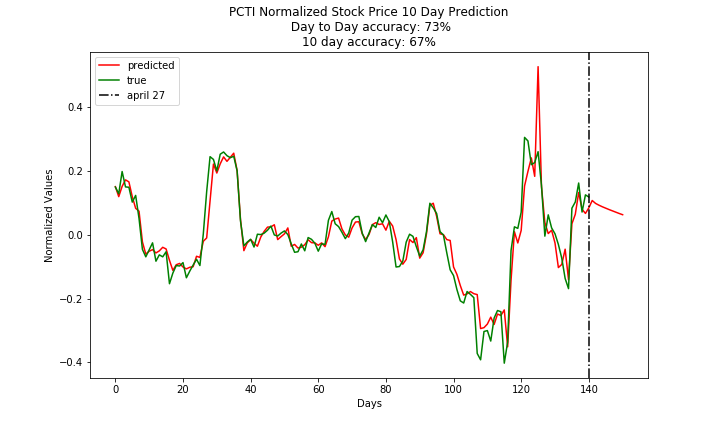 PCTI Normalized Stock Price 10 Day Prediction
Day to Day accuracy: 73%
10 day accuracy: 67%
predicted
true
april 27
0.4
0.2
0.0
−0.2
−0.4
Normalized Values
0
20
40
60
80
100
120
140
Days